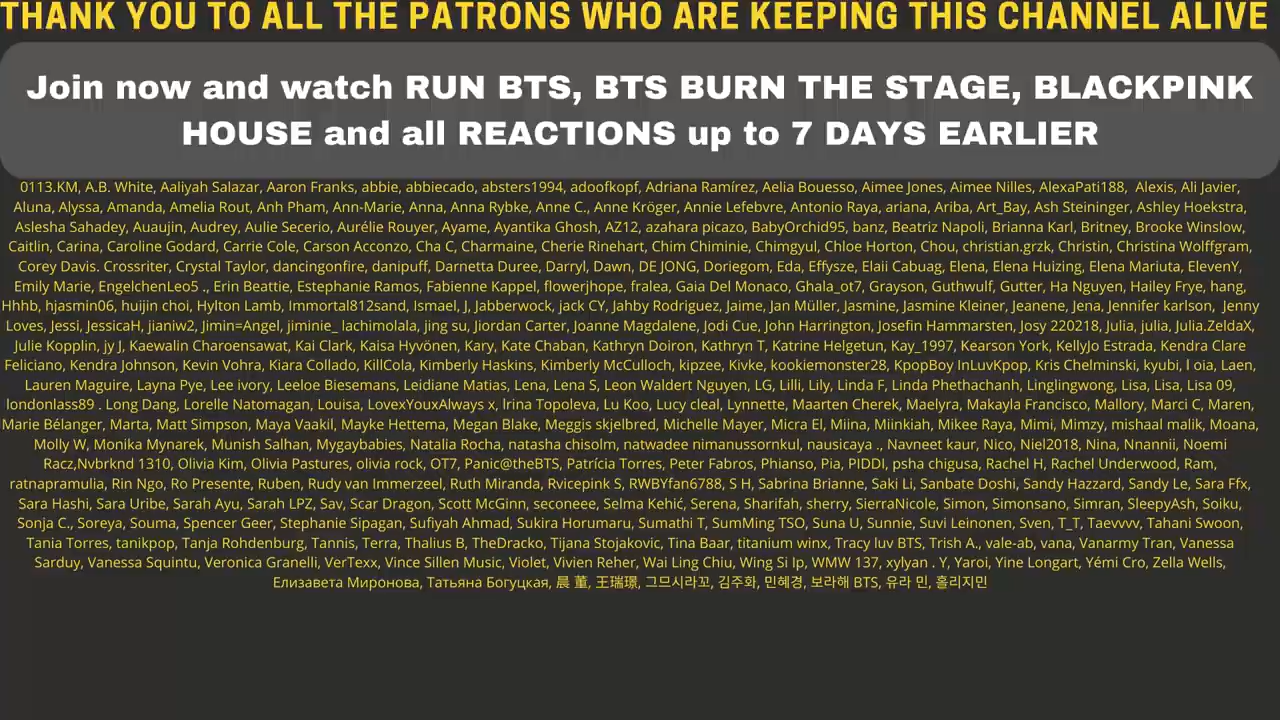 THANK YOU TO ALL THE PATRONS WHO ARE KEEPING THIS CHANNEL ALIVE
Join now and watch RUN BTS, BTS BURN THE STAGE, BLACKPINK
HOUSE and all REACTIONS up to 7 DAYS EARLIER
0113.KM, A.B. White, Aaliyah Salazar, Aaron Franks, abbie, abbiecado, absters1994, adoofkopf, Adriana Ramírez, Aelia Bouesso, Aimee Jones, Aimee Nilles, AlexaPati188, Alexis, Ali Javier,
Aluna, Alyssa, Amanda, Amelia Rout, Anh Pham, Ann-Marie, Anna, Anna Rybke, Anne C., Anne Kröger, Annie Lefebvre, Antonio Raya, ariana, Ariba, Art_Bay, Ash Steininger, Ashley Hoekstra,
Aslesha Sahadey, Auaujin, Audrey, Aulie Secerio, Aurélie Rouyer, Ayame, Ayantika Ghosh, AZ12, azahara picazo, BabyOrchid95, banz, Beatriz Napoli, Brianna Karl, Britney, Brooke Winslow,
Caitlin, Carina, Caroline Godard, Carrie Cole, Carson Acconzo, Cha C, Charmaine, Cherie Rinehart, Chim Chiminie, Chimgyul, Chloe Horton, Chou, christian.grzk, Christin, Christina Wolffgram,
Corey Davis. Crossriter, Crystal Taylor, dancingonfire, danipuff, Darnetta Duree, Darryl, Dawn, DE JONG, Doriegom, Eda, Effysze, Elaii Cabuag, Elena, Elena Huizing, Elena Mariuta, ElevenY,
Emily Marie, EngelchenLeo5 ., Erin Beattie, Estephanie Ramos, Fabienne Kappel, flowerjhope, fralea, Gaia Del Monaco, Ghala_ot7, Grayson, Guthwulf, Gutter, Ha Nguyen, Hailey Frye, hang,
Hhhb, hjasmin06, huijin choi, Hylton Lamb, Immortal812sand, Ismael, J, Jabberwock, jack CY, Jahby Rodriguez, Jaime, Jan Müller, Jasmine, Jasmine Kleiner, Jeanene, Jena, Jennifer karlson, Jenny
Loves, Jessi, JessicaH, jianiw2, Jimin=Angel, jiminie_ lachimolala, jing su, Jiordan Carter, Joanne Magdalene, Jodi Cue, John Harrington, Josefin Hammarsten, Josy 220218, Julia, julia, Julia.ZeldaX,
Julie Kopplin, jy J, Kaewalin Charoensawat, Kai Clark, Kaisa Hyvönen, Kary, Kate Chaban, Kathryn Doiron, Kathryn T, Katrine Helgetun, Kay_1997, Kearson York, KellyJo Estrada, Kendra Clare
Feliciano, Kendra Johnson, Kevin Vohra, Kiara Collado, KillCola, Kimberly Haskins, Kimberly McCulloch, kipzee, Kivke, kookiemonster28, KpopBoy InLuvKpop, Kris Chelminski, kyubi, l oia, Laen,
Lauren Maguire, Layna Pye, Lee ivory, Leeloe Biesemans, Leidiane Matias, Lena, Lena S, Leon Waldert Nguyen, LG, Lilli, Lily, Linda F, Linda Phethachanh, Linglingwong, Lisa, Lisa, Lisa 09,
londonlass89 . Long Dang, Lorelle Natomagan, Louisa, LovexYouxAlways x, lrina Topoleva, Lu Koo, Lucy cleal, Lynnette, Maarten Cherek, Maelyra, Makayla Francisco, Mallory, Marci C, Maren,
Marie Bélanger, Marta, Matt Simpson, Maya Vaakil, Mayke Hettema, Megan Blake, Meggis skjelbred, Michelle Mayer, Micra El, Miina, Miinkiah, Mikee Raya, Mimi, Mimzy, mishaal malik, Moana,
Molly W, Monika Mynarek, Munish Salhan, Mygaybabies, Natalia Rocha, natasha chisolm, natwadee nimanussornkul, nausicaya ., Navneet kaur, Nico, Niel2018, Nina, Nnannii, Noemi
Racz,Nvbrknd 1310, Olivia Kim, Olivia Pastures, olivia rock, OT7, Panic@theBTS, Patrícia Torres, Peter Fabros, Phianso, Pia, PIDDI, psha chigusa, Rachel H, Rachel Underwood, Ram,
ratnapramulia, Rin Ngo, Ro Presente, Ruben, Rudy van Immerzeel, Ruth Miranda, Rvicepink S, RWBYfan6788, S H, Sabrina Brianne, Saki Li, Sanbate Doshi, Sandy Hazzard, Sandy Le, Sara Ffx,
Sara Hashi, Sara Uribe, Sarah Ayu, Sarah LPZ, Sav, Scar Dragon, Scott McGinn, seconeee, Selma Kehić, Serena, Sharifah, sherry, SierraNicole, Simon, Simonsano, Simran, SleepyAsh, Soiku,
Sonja C., Soreya, Souma, Spencer Geer, Stephanie Sipagan, Sufiyah Ahmad, Sukira Horumaru, Sumathi T, SumMing TSO, Suna U, Sunnie, Suvi Leinonen, Sven, T_T, Taevvvv, Tahani Swoon,
Tania Torres, tanikpop, Tanja Rohdenburg, Tannis, Terra, Thalius B, TheDracko, Tijana Stojakovic, Tina Baar, titanium winx, Tracy luv BTS, Trish A., vale-ab, vana, Vanarmy Tran, Vanessa
Sarduy, Vanessa Squintu, Veronica Granelli, VerTexx, Vince Sillen Music, Violet, Vivien Reher, Wai Ling Chiu, Wing Si Ip, WMW 137, xylyan . Y, Yaroi, Yine Longart, Yémi Cro, Zella Wells,
Елизавета Миронова, Татьяна Богуцкая, 晨 董, 王瑞璟, 그므시라꼬, 김주화, 민혜경, 보라해 BTS, 유라 민, 홀리지민